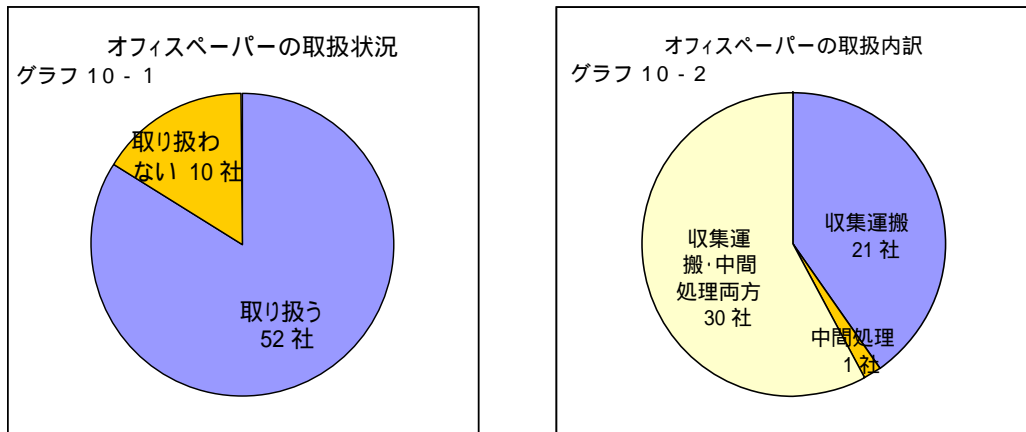 オフィスペーパーの取扱状況
グラフ 10 - 1
取り扱わ
ない 10 社
取り扱う
52 社
オフィスペーパーの取扱内訳
グラフ 10 - 2
収集運搬
21 社
収集運
搬・中間
処理両方
30 社
中間処理
1 社